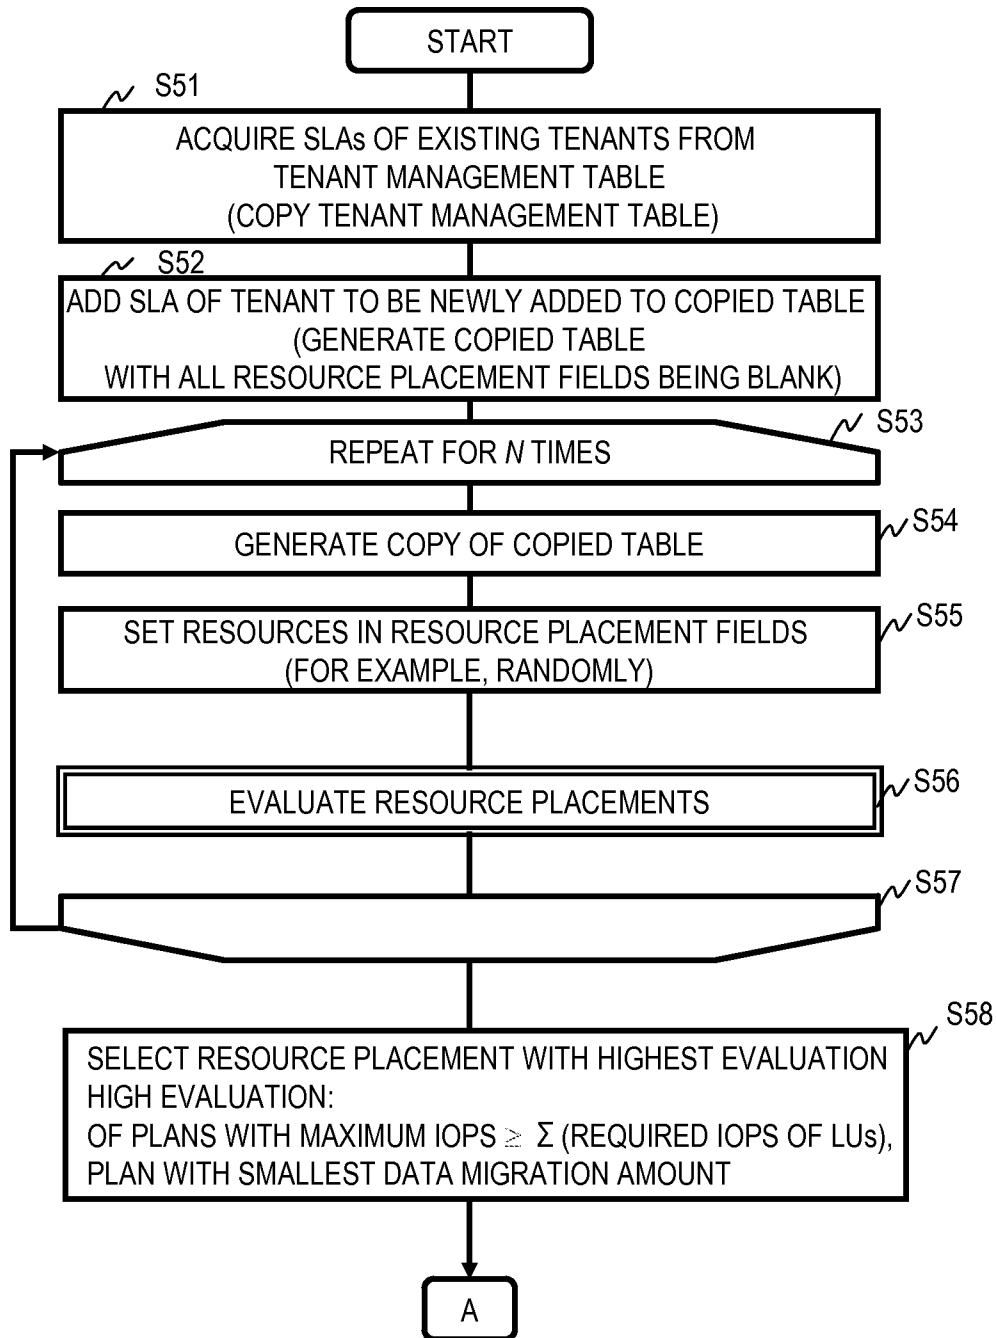 START
S51
ACQUIRE SLAs OF EXISTING TENANTS FROM
TENANT MANAGEMENT TABLE
(COPY TENANT MANAGEMENT TABLE)
S52
ADD SLA OF TENANT TO BE NEWLY ADDED TO COPIED TABLE
(GENERATE COPIED TABLE
WITH ALL RESOURCE PLACEMENT FIELDS BEING BLANK)
S53
REPEAT FOR N TIMES
S54
GENERATE COPY OF COPIED TABLE
S55
SET RESOURCES IN RESOURCE PLACEMENT FIELDS
(FOR EXAMPLE, RANDOMLY)
S56
EVALUATE RESOURCE PLACEMENTS
S57
S58
SELECT RESOURCE PLACEMENT WITH HIGHEST EVALUATION
HIGH EVALUATION:
OF PLANS WITH MAXIMUM IOPS ≥ Σ (REQUIRED IOPS OF LUs),
PLAN WITH SMALLEST DATA MIGRATION AMOUNT
A